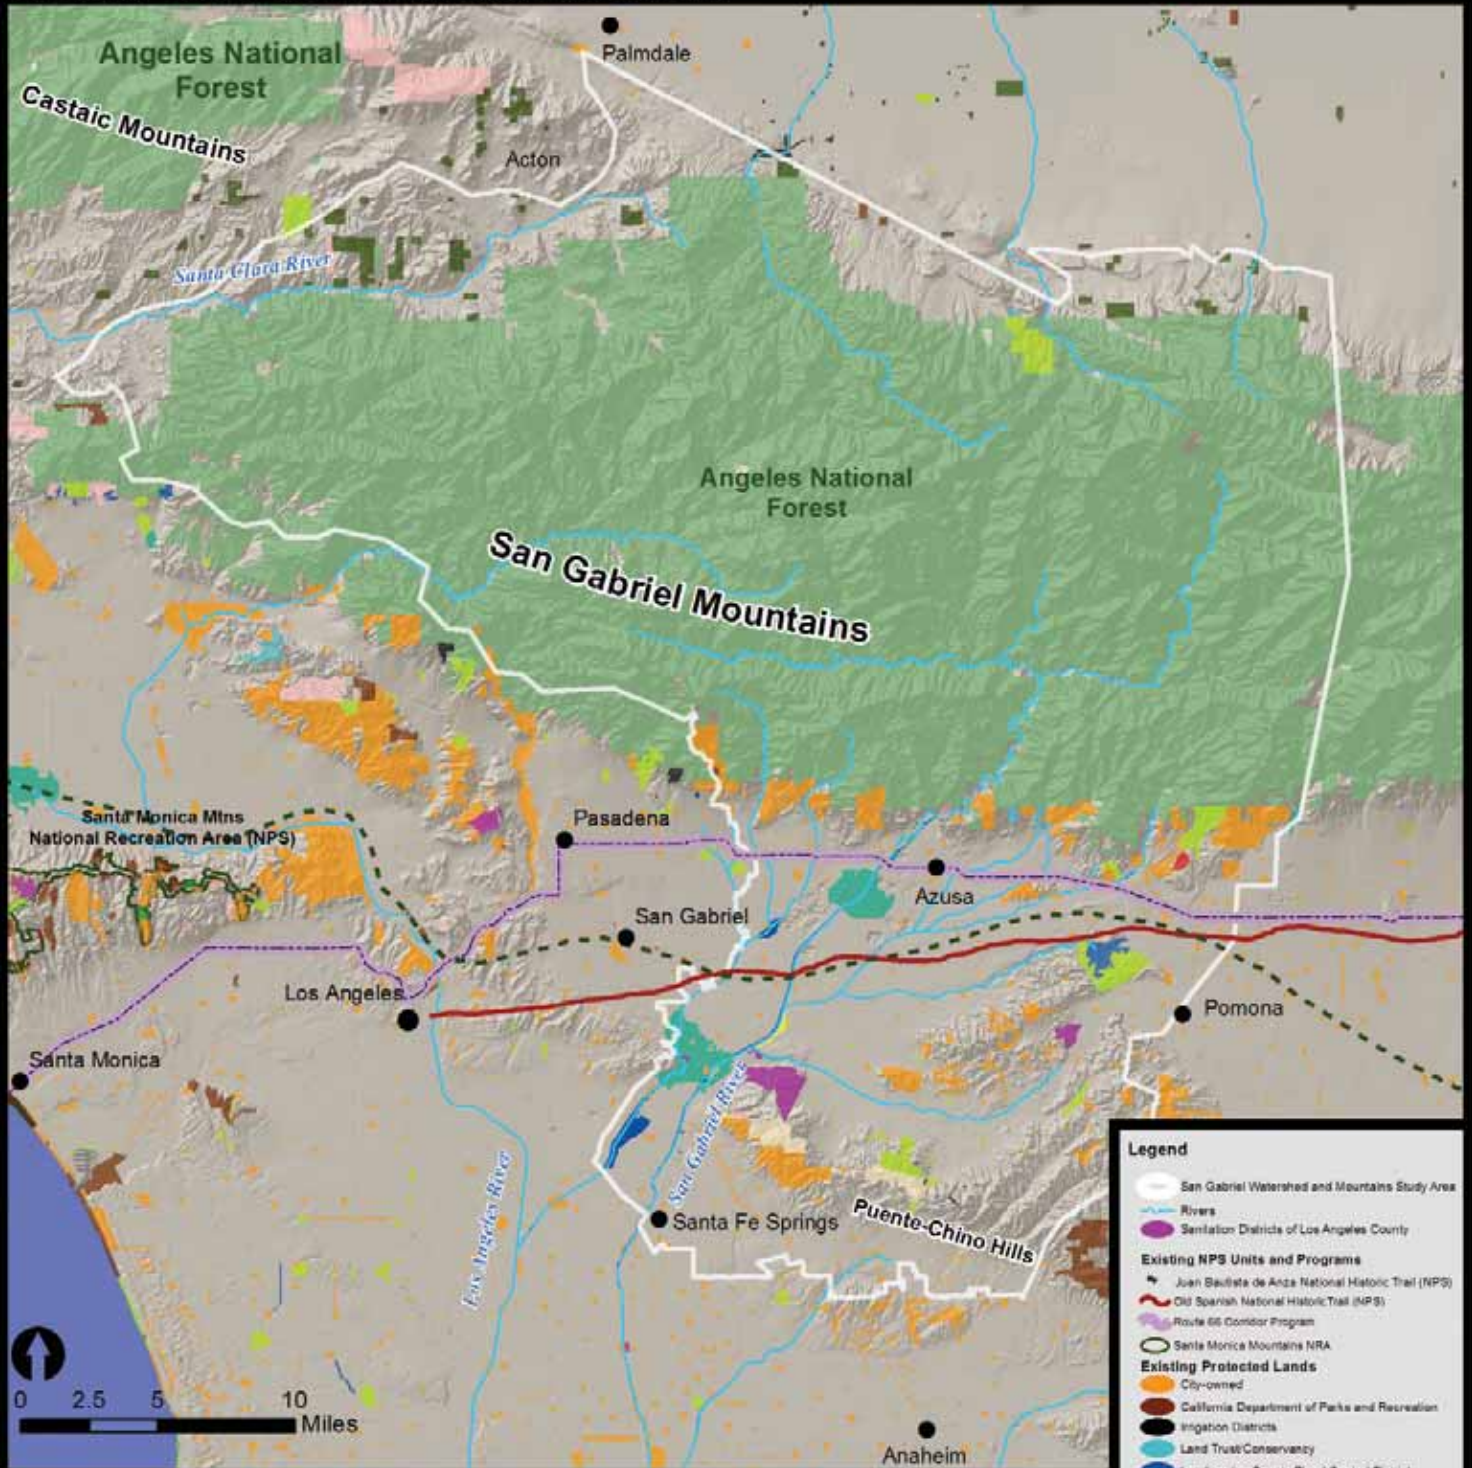 Palmdale
Angeles National
Forest
Castaic Mountains
Acton
Santa Clara River
Angeles National
Forest
San Gabriel Mountains
Santa Monica Mtns
National Recreation Area (NPS)
Pasadena
Azusa
San Gabriel
Los Angeles
Pomona
Santa Monica
San Gabriel River
Los Angeles River
Santa Fe Springs
Puente-Chino Hills
Anaheim
0 2.5 5 10
Miles
Legend
San Gabriel Watershed and Mountains Study Area
Rivers
Sanitation Districts of Los Angeles County
Existing NPS Units and Programs
Juan Bautista de Anza National Historic Trail (NPS)
Old Spanish National Historic Trail (NPS)
Route 66 Corridor Program
Santa Monica Mountains NRA
Existing Protected Lands
City-owned
California Department of Parks and Recreation
Irrigation Districts
Land Trust/Conservancy